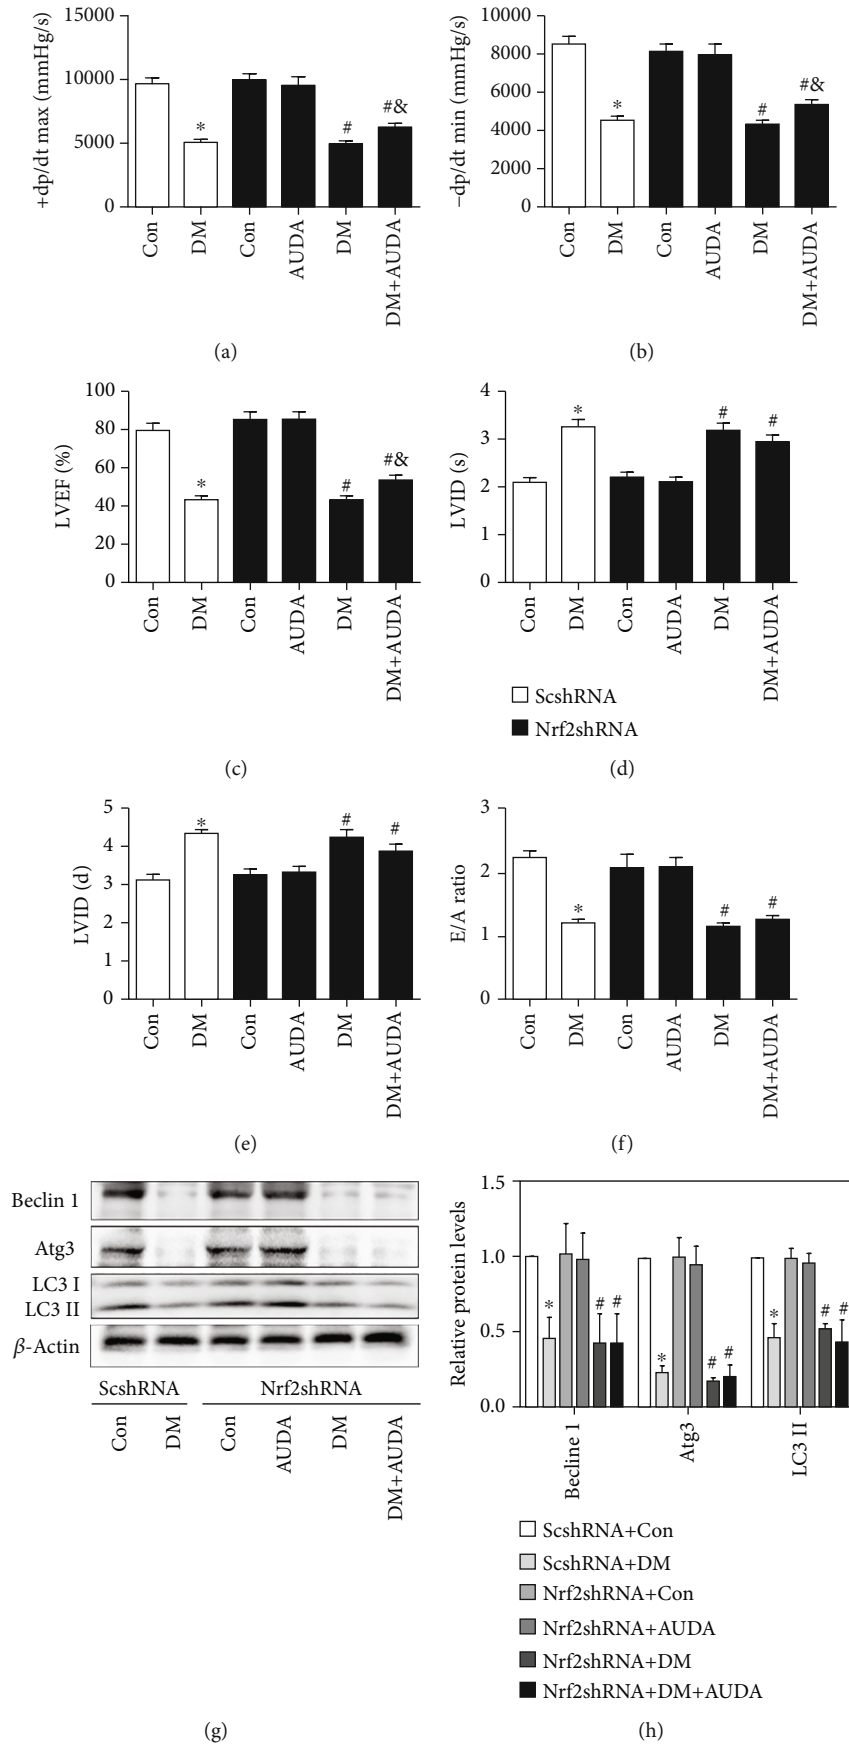 +dp/dt max (mmHg/s)
15000
10000
5000
0
*
#
#&
Con
DM
Con
AUDA
DM
DM+AUDA
(a)
−dp/dt min (mmHg/s)
10000
8000
6000
4000
2000
0
*
#
#&
Con
DM
Con
AUDA
DM
DM+AUDA
(b)
LVEF (%)
100
80
60
40
20
0
*
#
#&
Con
DM
Con
AUDA
DM
DM+AUDA
(c)
LVID (s)
4
3
2
1
0
*
#
#
Con
DM
Con
AUDA
DM
DM+AUDA
ScshRNA
Nrf2shRNA
(d)
LVID (d)
5
4
3
2
1
0
*
#
#
Con
DM
Con
AUDA
DM
DM+AUDA
(e)
E/A ratio
3
2
1
0
*
#
#
Con
DM
Con
AUDA
DM
DM+AUDA
(f)
Beclin 1
Atg3
LC3 I
LC3 II
β-Actin
ScshRNA Nrf2shRNA
Con
DM
Con
AUDA
DM
DM+AUDA
(g)
Relative protein levels
1.5
1.0
0.5
0.0
*
# #
*
# #
*
# #
Becline 1
Atg3
LC3 II
ScshRNA+Con
ScshRNA+DM
Nrf2shRNA+Con
Nrf2shRNA+AUDA
Nrf2shRNA+DM
Nrf2shRNA+DM+AUDA
(h)